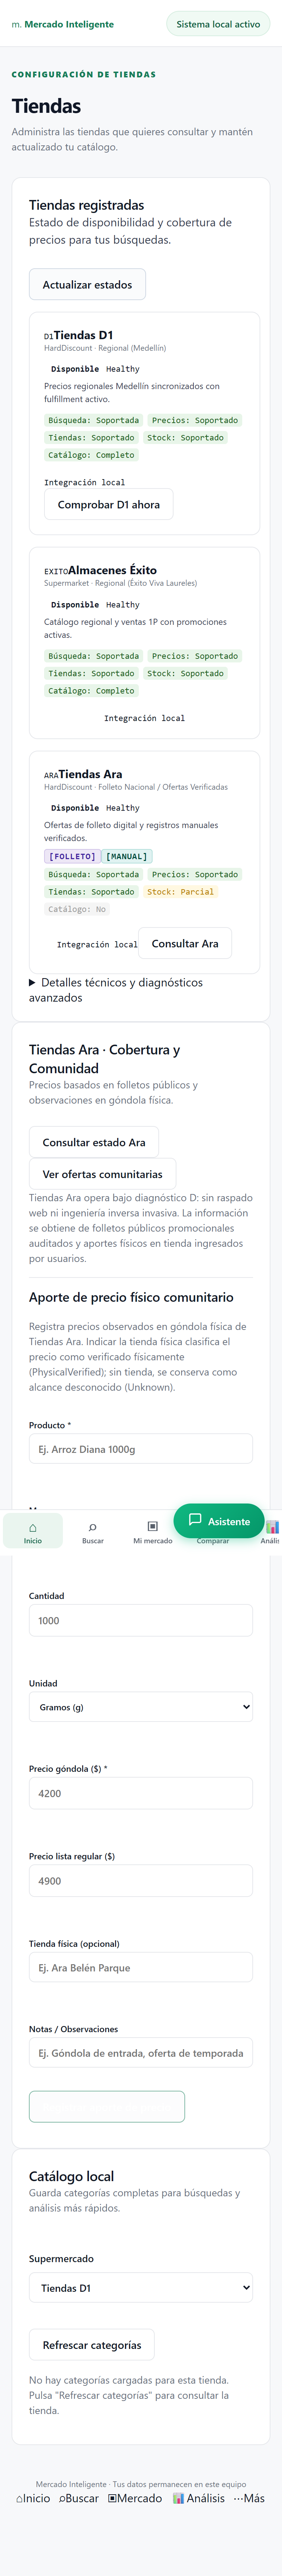 m. Mercado Inteligente
Sistema local activo
CONFIGURACIÓN DE TIENDAS
Tiendas
Administra las tiendas que quieres consultar y mantén
actualizado tu catálogo.
Tiendas registradas
Estado de disponibilidad y cobertura de
precios para tus búsquedas.
Actualizar estados
D1Tiendas D1
HardDiscount · Regional (Medellín)
Disponible Healthy
Precios regionales Medellín sincronizados con
fulfillment activo.
Búsqueda: Soportada Precios: Soportado
Tiendas: Soportado Stock: Soportado
Catálogo: Completo
Integración local
Comprobar D1 ahora
EXITOAlmacenes Éxito
Supermarket · Regional (Éxito Viva Laureles)
Disponible Healthy
Catálogo regional y ventas 1P con promociones
activas.
Búsqueda: Soportada Precios: Soportado
Tiendas: Soportado Stock: Soportado
Catálogo: Completo
Integración local
ARATiendas Ara
HardDiscount · Folleto Nacional / Ofertas Verificadas
Disponible Healthy
Ofertas de folleto digital y registros manuales
verificados.
[FOLLETO] [MANUAL]
Búsqueda: Soportada Precios: Soportado
Tiendas: Soportado Stock: Parcial
Catálogo: No
Integración local Consultar Ara
▶ Detalles técnicos y diagnósticos
avanzados
Tiendas Ara · Cobertura y
Comunidad
Precios basados en folletos públicos y
observaciones en góndola física.
Consultar estado Ara
Ver ofertas comunitarias
Tiendas Ara opera bajo diagnóstico D: sin raspado
web ni ingeniería inversa invasiva. La información
se obtiene de folletos públicos promocionales
auditados y aportes físicos en tienda ingresados
por usuarios.
Aporte de precio físico comunitario
Registra precios observados en góndola física de
Tiendas Ara. Indicar la tienda física clasifica el
precio como verificado físicamente
(PhysicalVerified); sin tienda, se conserva como
alcance desconocido (Unknown).
Producto *
Ej. Arroz Diana 1000g
Inicio Buscar Mi mercado Comparar
Asistente
Cantidad
1000
Unidad
Gramos (g)
Precio góndola ($) *
4200
Precio lista regular ($)
4900
Tienda física (opcional)
Ej. Ara Belén Parque
Notas / Observaciones
Ej. Góndola de entrada, oferta de temporada
Catálogo local
Guarda categorías completas para búsquedas y
análisis más rápidos.
Supermercado
Tiendas D1
Refrescar categorías
No hay categorías cargadas para esta tienda.
Pulsa "Refrescar categorías" para consultar la
tienda.
Mercado Inteligente · Tus datos permanecen en este equipo
Inicio Buscar Mercado Análisis ⋯Más